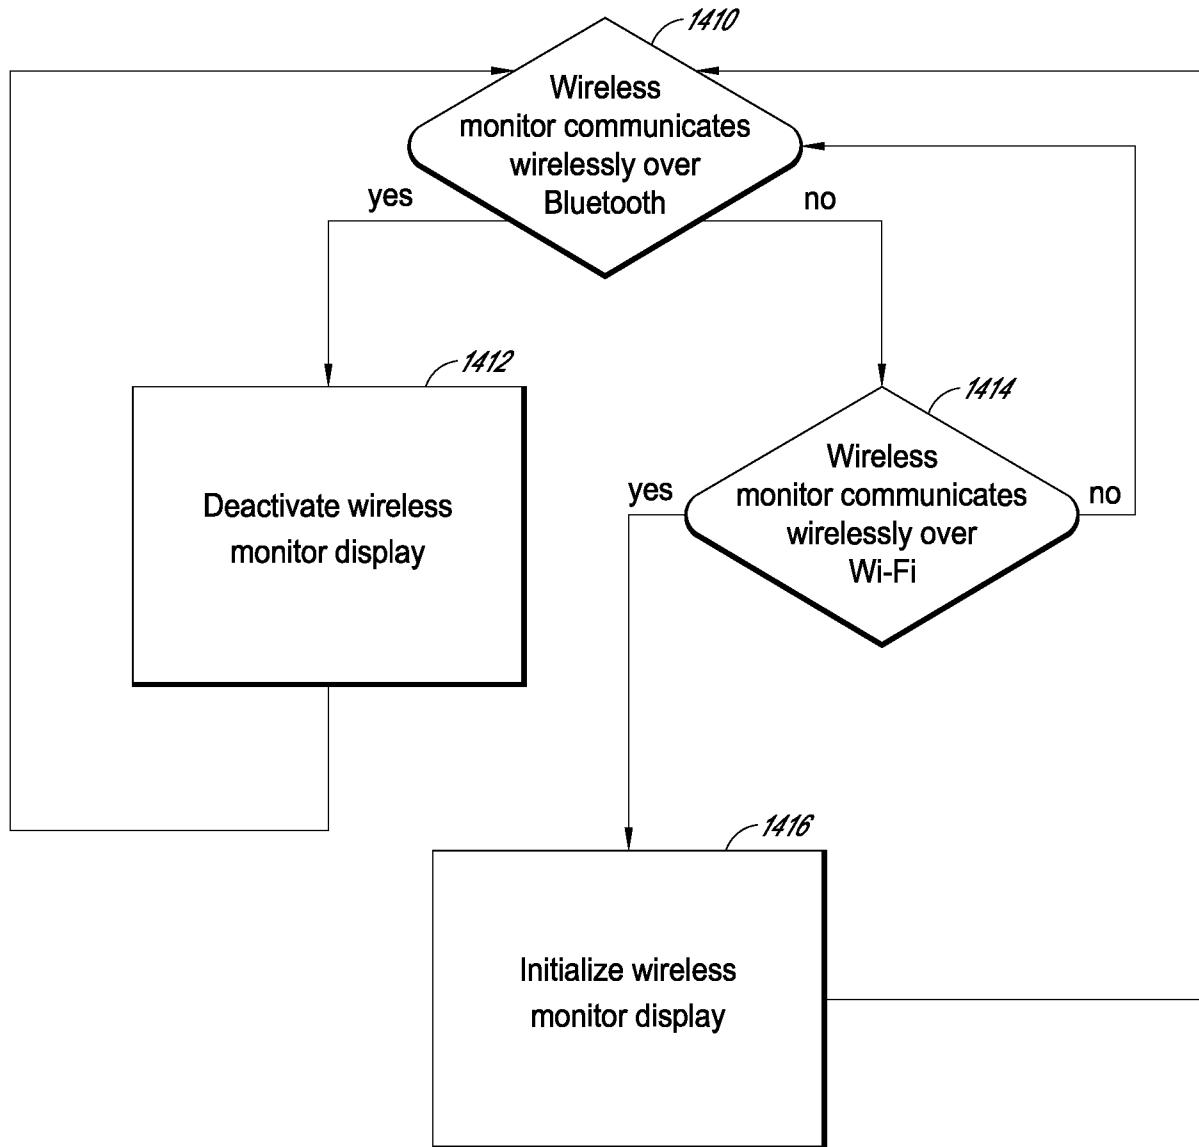 1410
Wireless
monitor communicates
wirelessly over
Bluetooth
yes
no
1412
Deactivate wireless
monitor display
1414
Wireless
monitor communicates
wirelessly over
Wi-Fi
yes
no
1416
Initialize wireless
monitor display